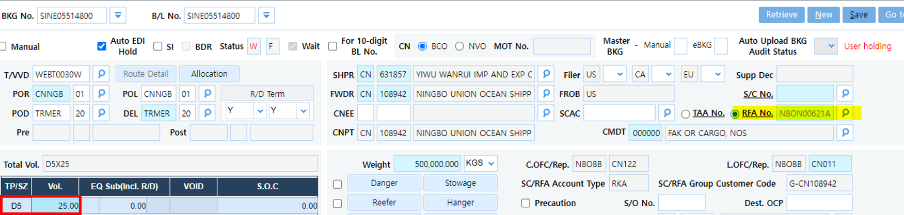 BKG No. SINE05514800 B/L No. SINE05514800 Retrieve New Save Go to
Manual Auto EDI Hold SI BDR Status W F Wait For 10-digit BL No. CN BCO NVO MOT No. Master BKG - Manual eBKG Auto Upload BKG Audit Status User holding
T/VVD WEBT0030W Route Detail Allocation SHPR CN 631857 YIWU WANRUI IMP AND EXP C Filer US CA EU Supp Dec
POR CNNGB 01 POL CNNGB 01 R/D Term FWDR CN 108942 NINGBO UNION OCEAN SHIPP FROB US S/C No.
POD TRMER 20 DEL TRMER 20 Y Y CNEE SCAC TAA No. RFA No. NBON00621A
Pre Post CNPT CN 108942 NINGBO UNION OCEAN SHIPP CMDT 000000 FAK OR CARGO, NOS
Total Vol. D5X25 Weight 500,000.000 KGS C.OFC/Rep. NBOBB CN122 L.OFC/Rep. NBOBB CN011
TP/SZ Vol. EQ Sub(Incl. R/D) VOID S.O.C Danger Stowage SC/RFA Account Type RKA SC/RFA Group Customer Code G-CN108942
D5 25.00 0.00 0.00 Reefer Hanger Precaution S/O No. Dest. OCP